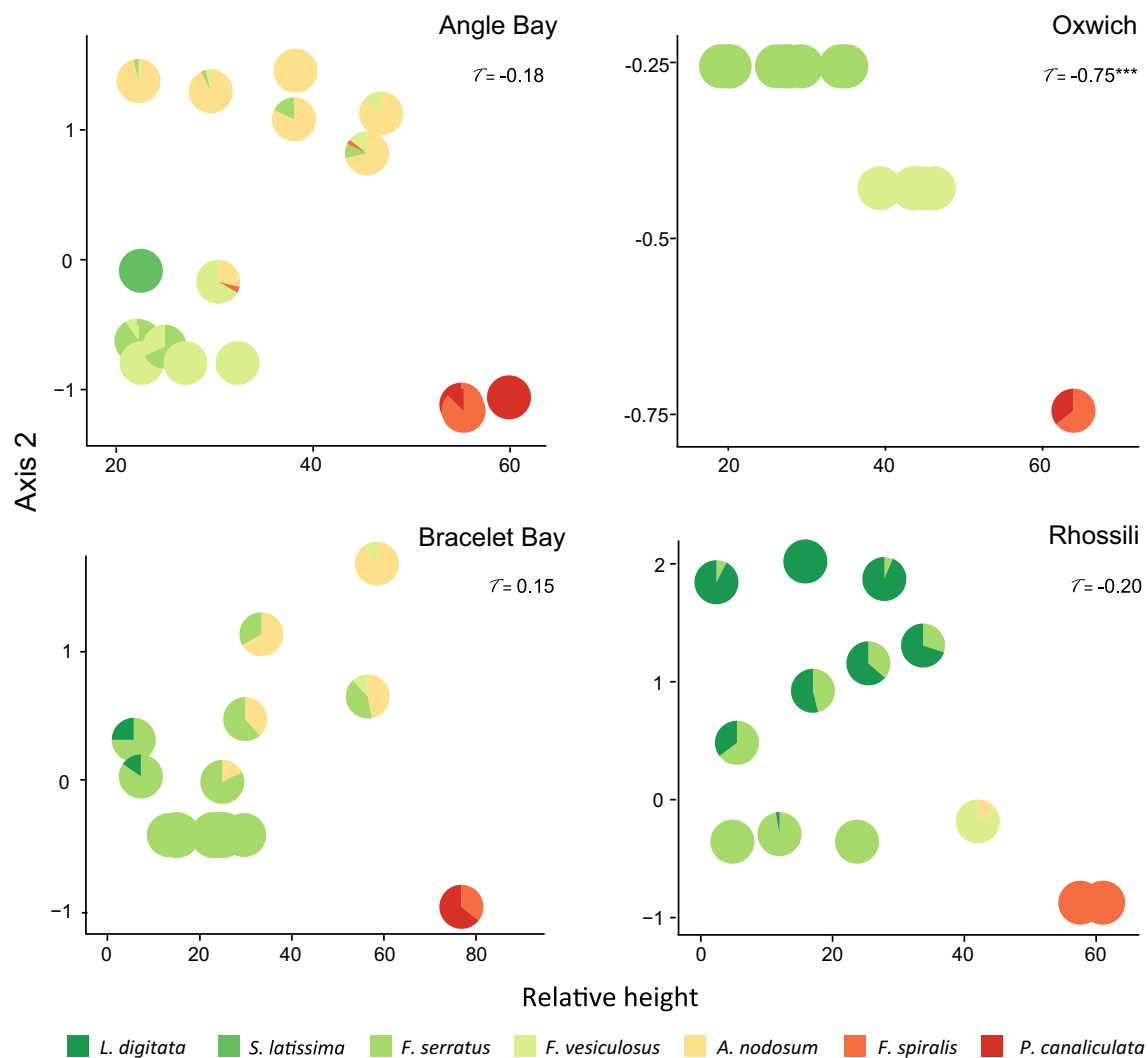 Angle Bay
𝜏 = -0.18
1
0
−1
20 40 60
Oxwich
𝜏 = -0.75***
-0.25
-0.5
-0.75
20 40 60
Axis 2
Bracelet Bay
𝜏 = 0.15
1
0
−1
0 20 40 60 80
Rhossili
𝜏 = -0.20
2
1
0
−1
0 20 40 60
Relative height
L. digitata S. latissima F. serratus F. vesiculosus A. nodosum F. spiralis P. canaliculata